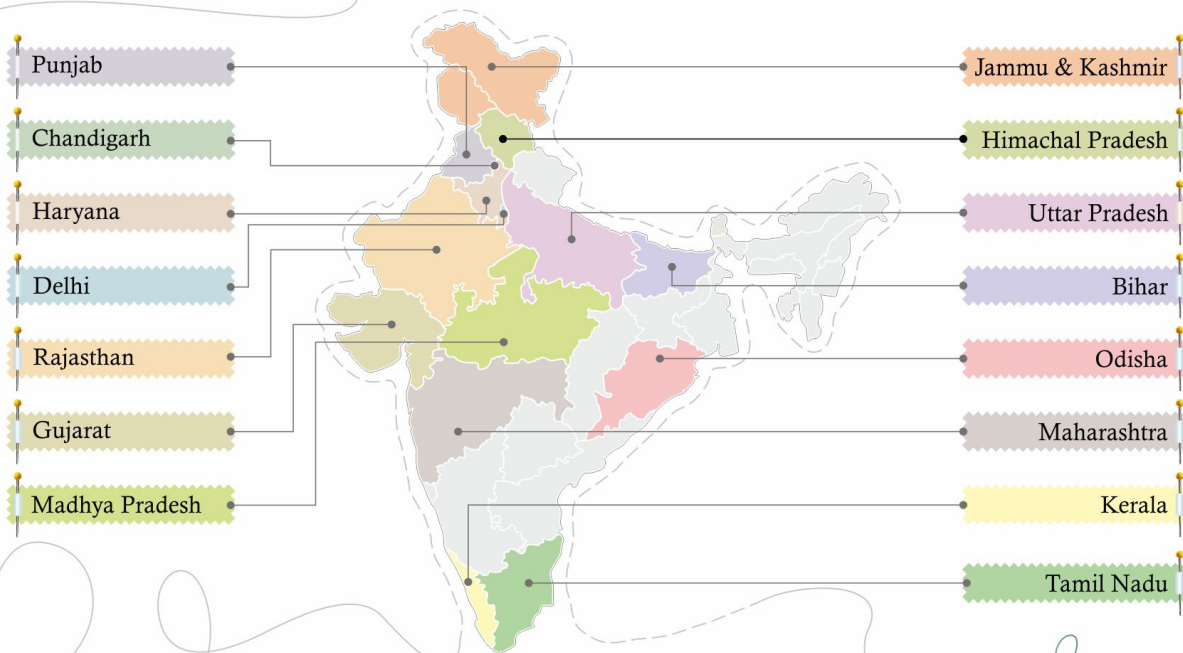 Punjab
Chandigarh
Haryana
Delhi
Rajasthan
Gujarat
Madhya Pradesh
Jammu & Kashmir
Himachal Pradesh
Uttar Pradesh
Bihar
Odisha
Maharashtra
Kerala
Tamil Nadu